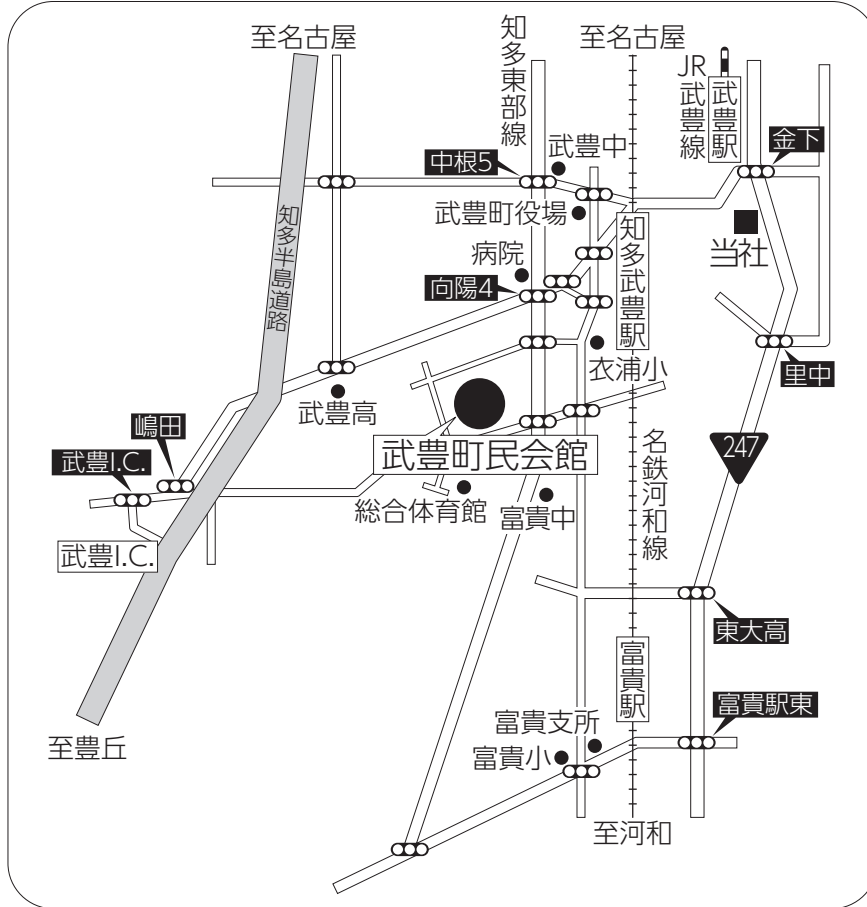 至名古屋
知多東部線
至名古屋
JR武豊線
武豊駅
金下
中根5
武豊中
武豊町役場
知多武豊駅
当社
病院
向陽4
知多半島道路
衣浦小
里中
武豊高
嶋田
武豊町民会館
247
武豊I.C.
総合体育館
富貴中
名鉄河和線
武豊I.C.
東大高
富貴駅
富貴駅東
富貴支所
至豊丘
富貴小
至河和